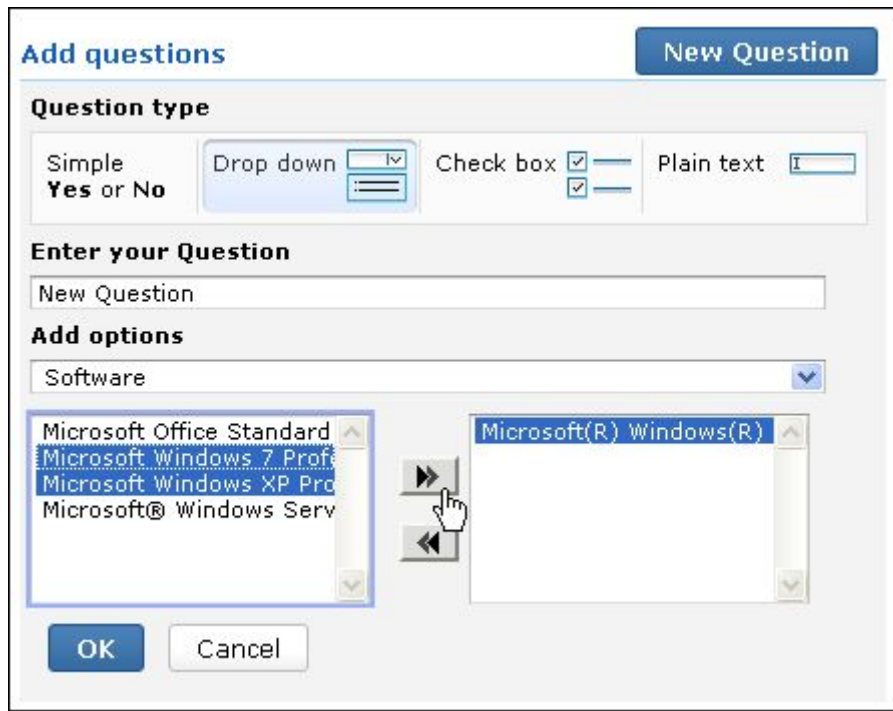 Add questions
New Question
Question type
Simple
Yes or No
Drop down
Check box
Plain text
Enter your Question
New Question
Add options
Software
Microsoft Office Standard
Microsoft Windows 7 Prof
Microsoft Windows XP Pro
Microsoft® Windows Serv
Microsoft(R) Windows(R)
OK
Cancel